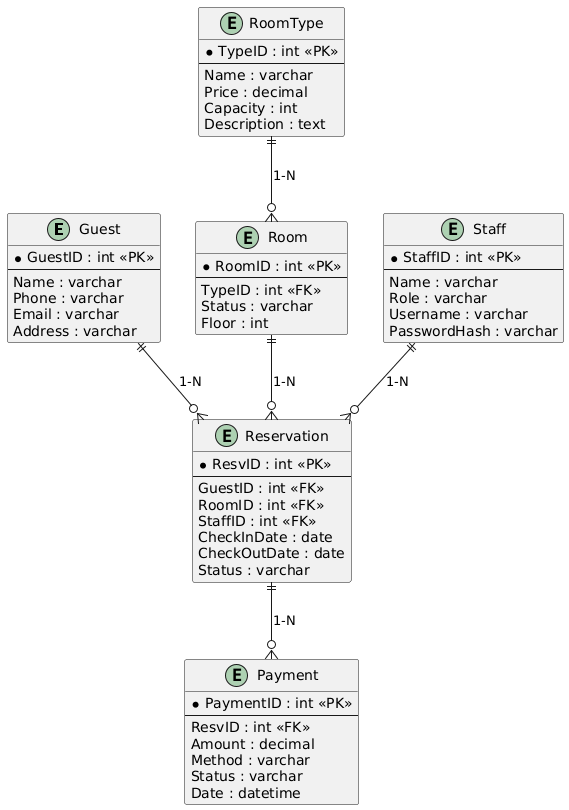 E RoomType
* TypeID : int «PK»
Name : varchar
Price : decimal
Capacity : int
Description : text
1-N
E Guest
* GuestID : int «PK»
Name : varchar
Phone : varchar
Email : varchar
Address : varchar
E Room
* RoomID : int «PK»
TypeID : int «FK»
Status : varchar
Floor : int
E Staff
* StaffID : int «PK»
Name : varchar
Role : varchar
Username : varchar
PasswordHash : varchar
1-N
1-N
1-N
E Reservation
* ResvID : int «PK»
GuestID : int «FK»
RoomID : int «FK»
StaffID : int «FK»
CheckInDate : date
CheckOutDate : date
Status : varchar
1-N
E Payment
* PaymentID : int «PK»
ResvID : int «FK»
Amount : decimal
Method : varchar
Status : varchar
Date : datetime